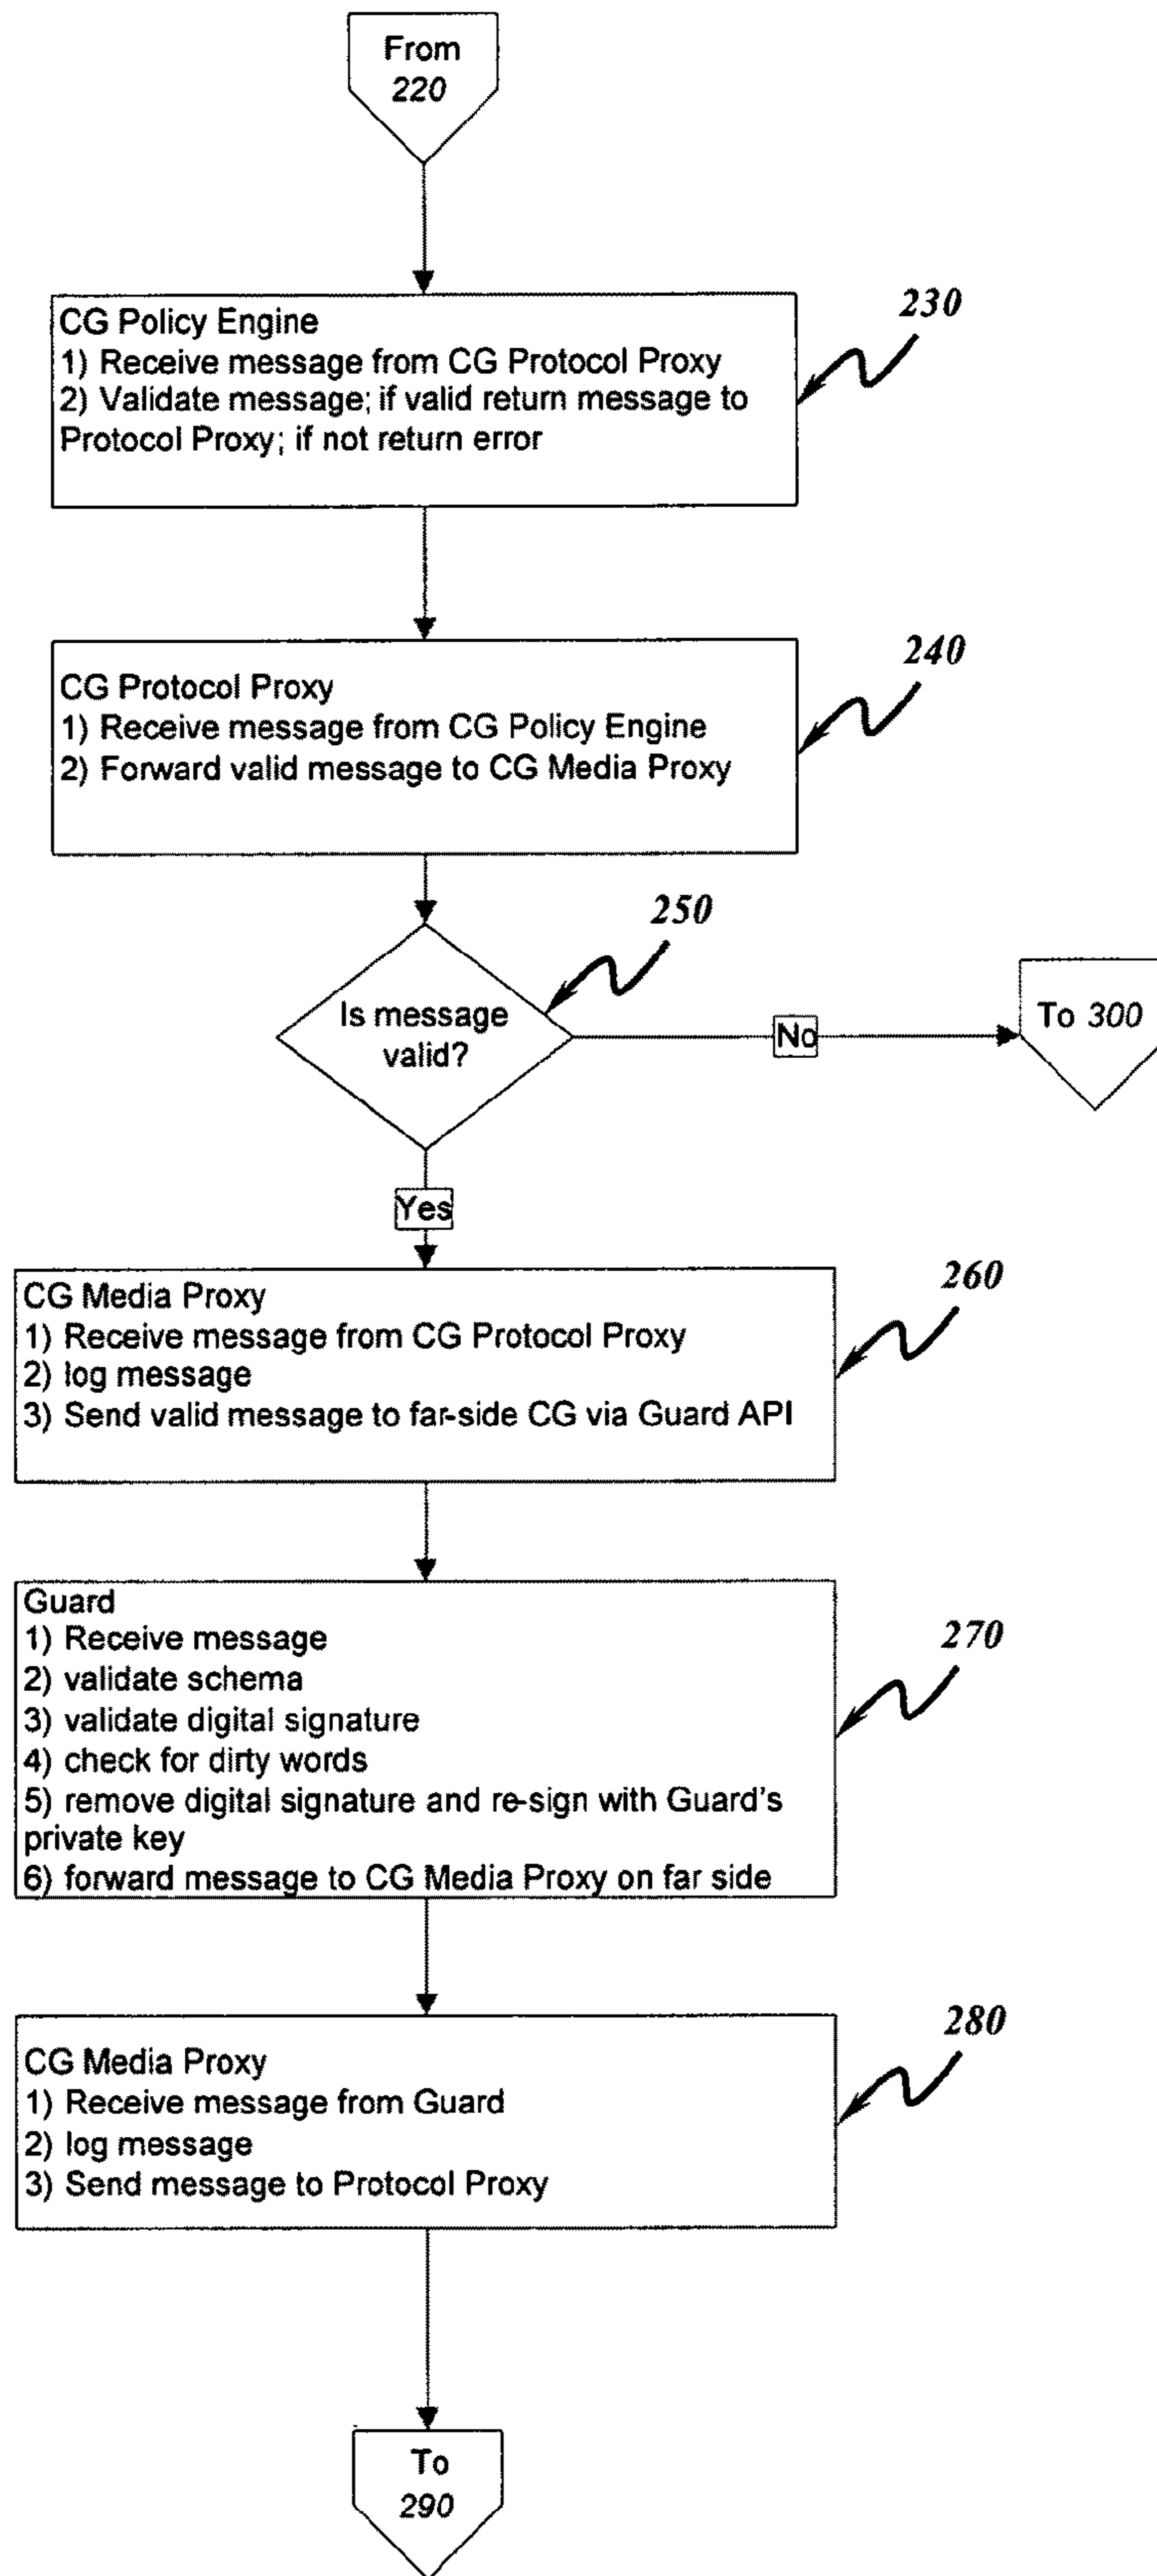 From
220
CG Policy Engine
1) Receive message from CG Protocol Proxy
2) Validate message; if valid return message to
Protocol Proxy; if not return error
230
CG Protocol Proxy
1) Receive message from CG Policy Engine
2) Forward valid message to CG Media Proxy
240
250
Is message
valid?
No
To 300
Yes
CG Media Proxy
1) Receive message from CG Protocol Proxy
2) log message
3) Send valid message to far-side CG via Guard API
260
Guard
1) Receive message
2) validate schema
3) validate digital signature
4) check for dirty words
5) remove digital signature and re-sign with Guard's
private key
6) forward message to CG Media Proxy on far side
270
CG Media Proxy
1) Receive message from Guard
2) log message
3) Send message to Protocol Proxy
280
To
290